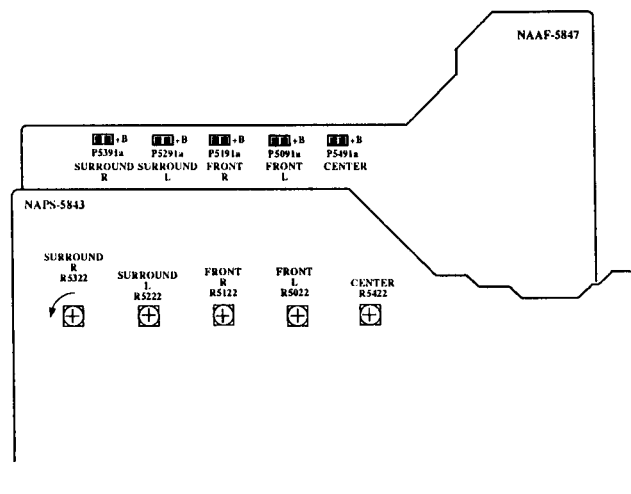 NAAF-5847
+B +B +B +B +B
P5391a P5291a P5191a P5091a P5491a
SURROUND SURROUND FRONT FRONT CENTER
R L R L
NAPS-5843
SURROUND
R
R5322
SURROUND
L
R5222
FRONT
R
R5122
FRONT
L
R5022
CENTER
R5422